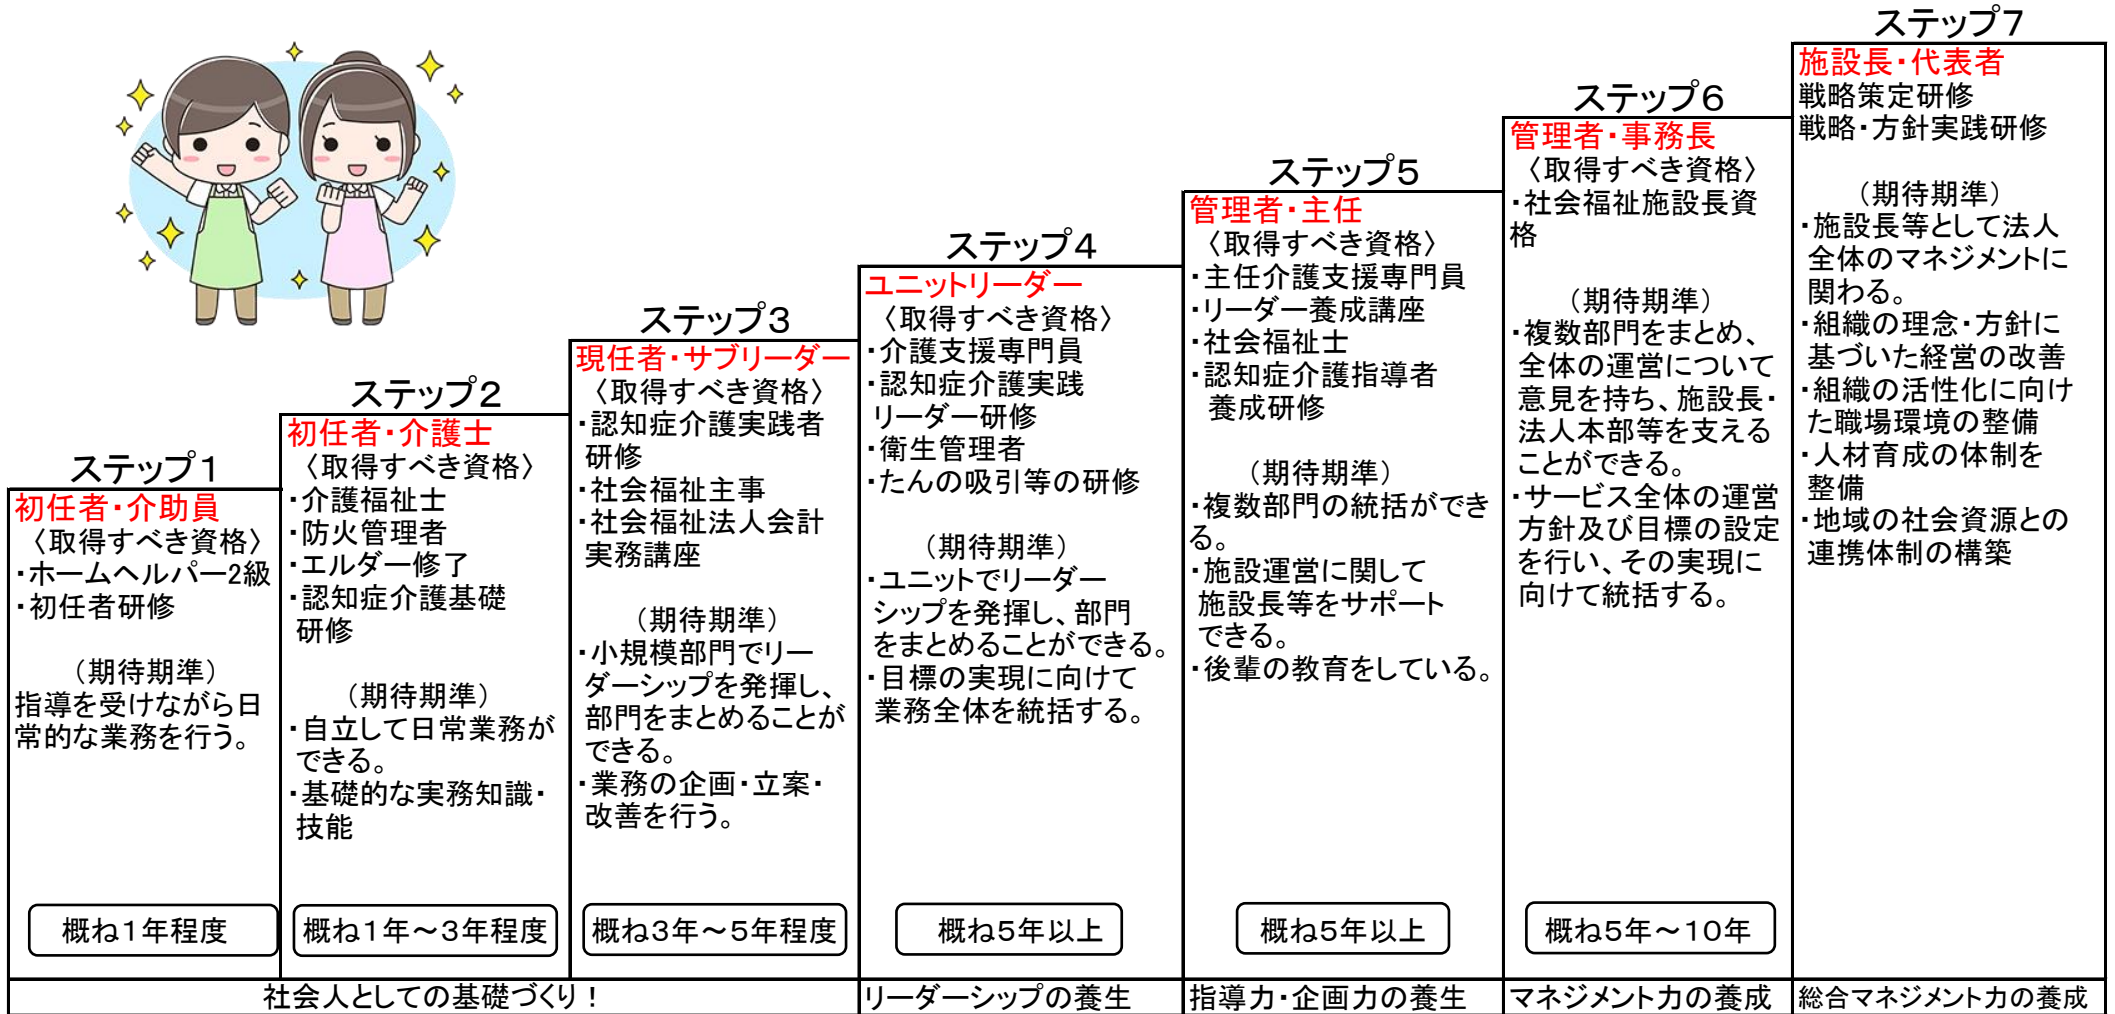 ステップ1
初任者・介助員
〈取得すべき資格〉
・ホームヘルパー2級
・初任者研修
（期待期準）
指導を受けながら日
常的な業務を行う。
概ね1年程度
ステップ2
初任者・介護士
〈取得すべき資格〉
・介護福祉士
・防火管理者
・エルダー修了
・認知症介護基礎
研修
（期待期準）
・自立して日常業務が
できる。
・基礎的な実務知識・
技能
概ね1年～3年程度
ステップ3
現任者・サブリーダー
〈取得すべき資格〉
・認知症介護実践者
研修
・社会福祉主事
・社会福祉法人会計
実務講座
（期待期準）
・小規模部門でリー
ダーシップを発揮し、
部門をまとめることが
できる。
・業務の企画・立案・
改善を行う。
概ね3年～5年程度
社会人としての基礎づくり！
ステップ4
ユニットリーダー
〈取得すべき資格〉
・介護支援専門員
・認知症介護実践
リーダー研修
・衛生管理者
・たんの吸引等の研修
（期待期準）
・ユニットでリーダー
シップを発揮し、部門
をまとめることができる。
・目標の実現に向けて
業務全体を統括する。
概ね5年以上
リーダーシップの養生
ステップ5
管理者・主任
〈取得すべき資格〉
・主任介護支援専門員
・リーダー養成講座
・社会福祉士
・認知症介護指導者
養成研修
（期待期準）
・複数部門の統括ができ
る。
・施設運営に関して
施設長等をサポート
できる。
・後輩の教育をしている。
概ね5年以上
指導力・企画力の養生
ステップ6
管理者・事務長
〈取得すべき資格〉
・社会福祉施設長資
格
（期待期準）
・複数部門をまとめ、
全体の運営について
意見を持ち、施設長・
法人本部等を支える
ことができる。
・サービス全体の運営
方針及び目標の設定
を行い、その実現に
向けて統括する。
概ね5年～10年
マネジメント力の養成
ステップ7
施設長・代表者
戦略策定研修
戦略・方針実践研修
（期待期準）
・施設長等として法人
全体のマネジメントに
関わる。
・組織の理念・方針に
基づいた経営の改善
・組織の活性化に向け
た職場環境の整備
・人材育成の体制を
整備
・地域の社会資源との
連携体制の構築
総合マネジメント力の養成